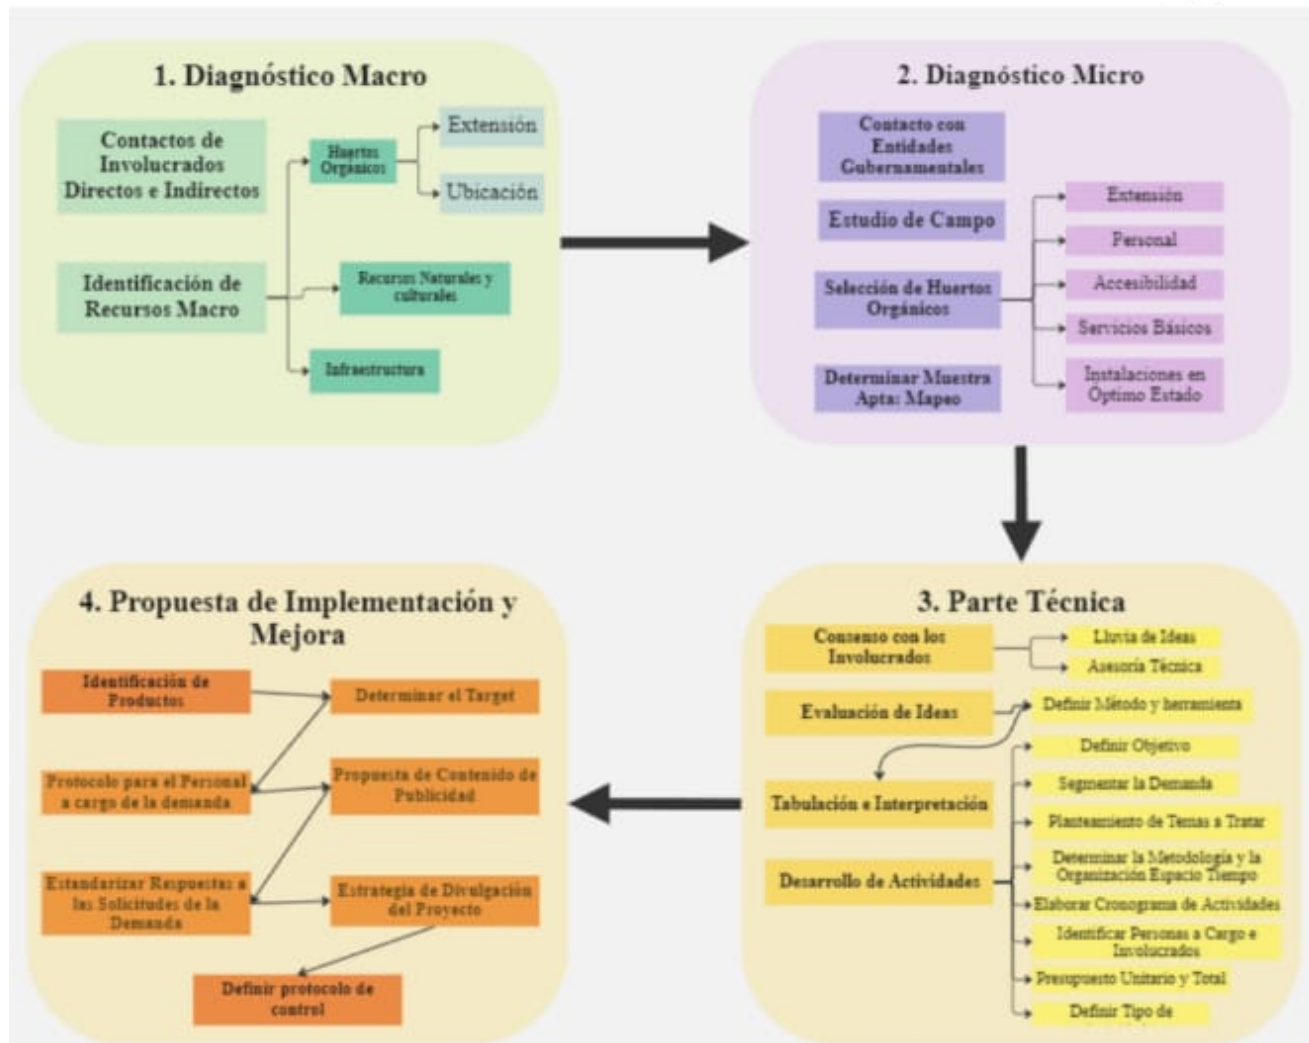 1. Diagnóstico Macro
Contactos de
Involucrados
Directos e Indirectos
Identificación de
Recursos Macro
Huertos
Orgánicos
Extensión
Ubicación
Recursos Naturales y
culturales
Infraestructura
2. Diagnóstico Micro
Contacto con
Entidades
Gubernamentales
Estudio de Campo
Selección de Huertos
Orgánicos
Determinar Muestra
Apta: Mapeo
Extensión
Personal
Accesibilidad
Servicios Básicos
Instalaciones en
Óptimo Estado
3. Parte Técnica
Consenso con los
Involucrados
Lluvia de Ideas
Asesoría Técnica
Evaluación de Ideas
Definir Método y herramienta
Tabulación e Interpretación
Desarrollo de Actividades
Definir Objetivo
Segmentar la Demanda
Planteamiento de Temas a Tratar
Determinar la Metodología y la
Organización Espacio Tiempo
Elaborar Cronograma de Actividades
Identificar Personas a Cargo e
Involucrados
Presupuesto Unitario y Total
Definir Tipo de
4. Propuesta de Implementación y
Mejora
Identificación de
Productos
Determinar el Target
Protocolo para el Personal
a cargo de la demanda
Propuesta de Contenido de
Publicidad
Estandarizar Respuestas a
las Solicitudes de la
Demanda
Estrategia de Divulgación
del Proyecto
Definir protocolo de
control